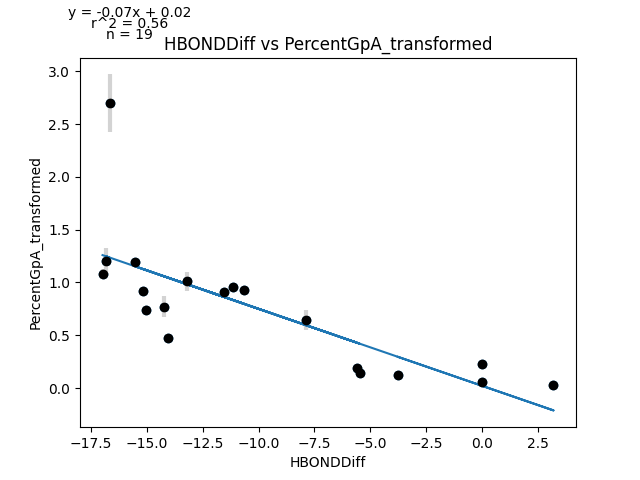 y = -0.07x + 0.02
r^2 = 0.56
n = 19
HBONDDiff vs PercentGpA_transformed
3.0
2.5
2.0
1.5
1.0
0.5
0.0
PercentGpA_transformed
−17.5 −15.0 −12.5 −10.0 −7.5 −5.0 −2.5 0.0 2.5
HBONDDiff